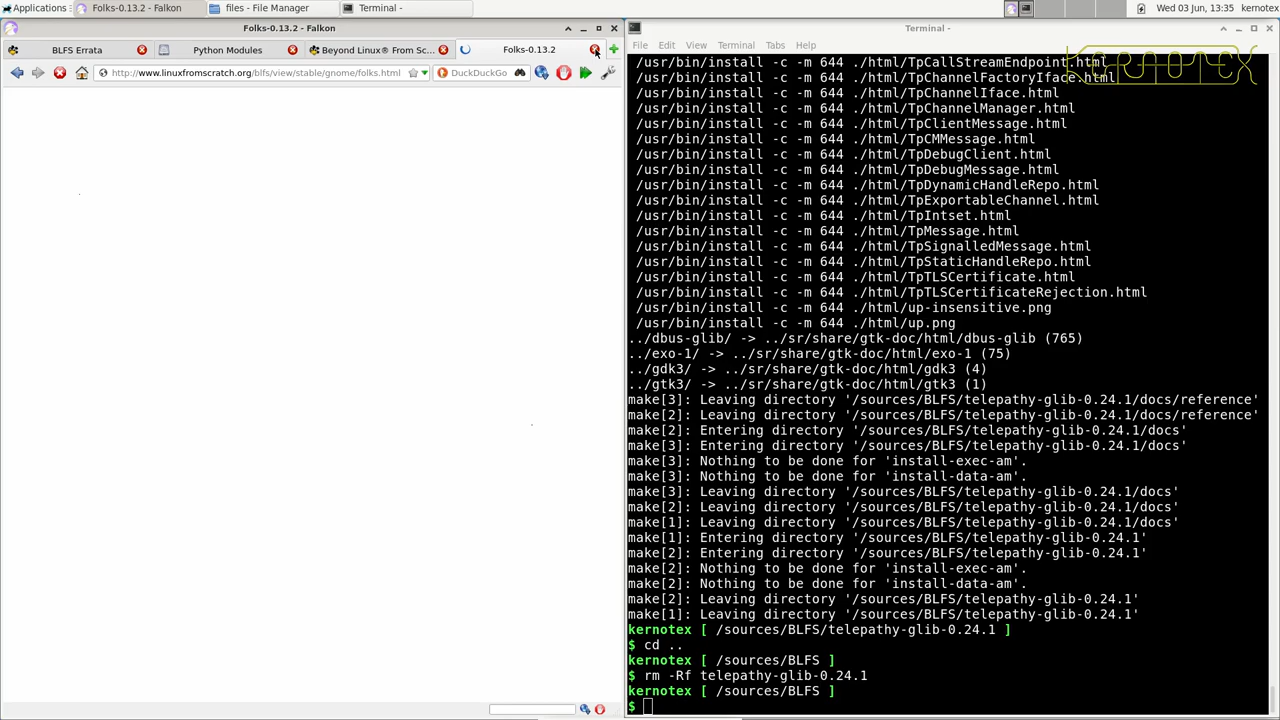 Applications
Folks-0.13.2 - Falkon
files - File Manager
Terminal -
Wed 03 Jun, 13:35
kernotex
Folks-0.13.2 - Falkon
BLFS Errata
Python Modules
Beyond Linux® From Sc...
Folks-0.13.2
http://www.linuxfromscratch.org/blfs/view/stable/gnome/folks.html
DuckDuckGo
Terminal -
File Edit View Terminal Tabs Help
KERNOTEX
/usr/bin/install -c -m 644 ./html/TpCallStreamEndpoint.html
/usr/bin/install -c -m 644 ./html/TpChannelFactoryIface.html
/usr/bin/install -c -m 644 ./html/TpChannelIface.html
/usr/bin/install -c -m 644 ./html/TpChannelManager.html
/usr/bin/install -c -m 644 ./html/TpClientMessage.html
/usr/bin/install -c -m 644 ./html/TpCMMessage.html
/usr/bin/install -c -m 644 ./html/TpDebugClient.html
/usr/bin/install -c -m 644 ./html/TpDebugMessage.html
/usr/bin/install -c -m 644 ./html/TpDynamicHandleRepo.html
/usr/bin/install -c -m 644 ./html/TpExportableChannel.html
/usr/bin/install -c -m 644 ./html/TpIntset.html
/usr/bin/install -c -m 644 ./html/TpMessage.html
/usr/bin/install -c -m 644 ./html/TpSignalledMessage.html
/usr/bin/install -c -m 644 ./html/TpStaticHandleRepo.html
/usr/bin/install -c -m 644 ./html/TpTLSCertificate.html
/usr/bin/install -c -m 644 ./html/TpTLSCertificateRejection.html
/usr/bin/install -c -m 644 ./html/up-insensitive.png
/usr/bin/install -c -m 644 ./html/up.png
../dbus-glib/ -> ../sr/share/gtk-doc/html/dbus-glib (765)
../exo-1/ -> ../sr/share/gtk-doc/html/exo-1 (75)
../gdk3/ -> ../sr/share/gtk-doc/html/gdk3 (4)
../gtk3/ -> ../sr/share/gtk-doc/html/gtk3 (1)
make[3]: Leaving directory '/sources/BLFS/telepathy-glib-0.24.1/docs/reference'
make[2]: Leaving directory '/sources/BLFS/telepathy-glib-0.24.1/docs/reference'
make[2]: Entering directory '/sources/BLFS/telepathy-glib-0.24.1/docs'
make[3]: Entering directory '/sources/BLFS/telepathy-glib-0.24.1/docs'
make[3]: Nothing to be done for 'install-exec-am'.
make[3]: Nothing to be done for 'install-data-am'.
make[3]: Leaving directory '/sources/BLFS/telepathy-glib-0.24.1/docs'
make[2]: Leaving directory '/sources/BLFS/telepathy-glib-0.24.1/docs'
make[1]: Leaving directory '/sources/BLFS/telepathy-glib-0.24.1/docs'
make[1]: Entering directory '/sources/BLFS/telepathy-glib-0.24.1'
make[2]: Entering directory '/sources/BLFS/telepathy-glib-0.24.1'
make[2]: Nothing to be done for 'install-exec-am'.
make[2]: Nothing to be done for 'install-data-am'.
make[2]: Leaving directory '/sources/BLFS/telepathy-glib-0.24.1'
make[1]: Leaving directory '/sources/BLFS/telepathy-glib-0.24.1'
kernotex [ /sources/BLFS/telepathy-glib-0.24.1 ]
$ cd ..
kernotex [ /sources/BLFS ]
$ rm -Rf telepathy-glib-0.24.1
kernotex [ /sources/BLFS ]
$